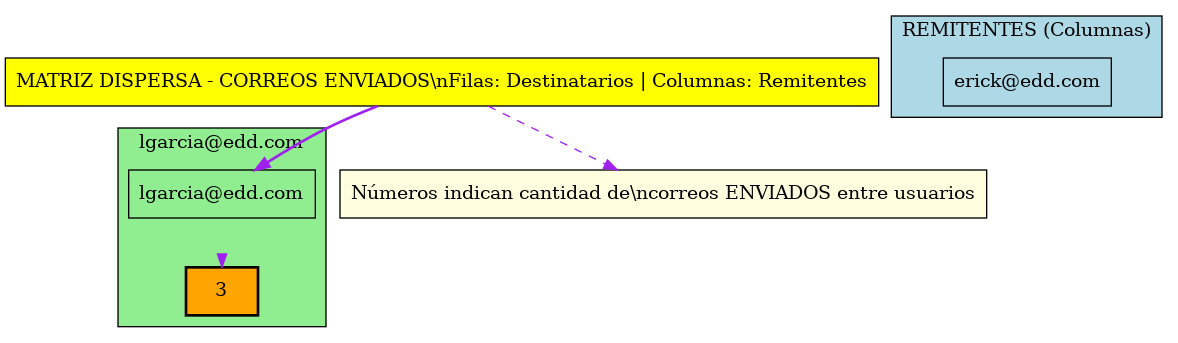 REMITENTES (Columnas)
MATRIZ DISPERSA - CORREOS ENVIADOS\nFilas: Destinatarios | Columnas: Remitentes
erick@edd.com
lgarcia@edd.com
lgarcia@edd.com
Números indican cantidad de\ncorreos ENVIADOS entre usuarios
3